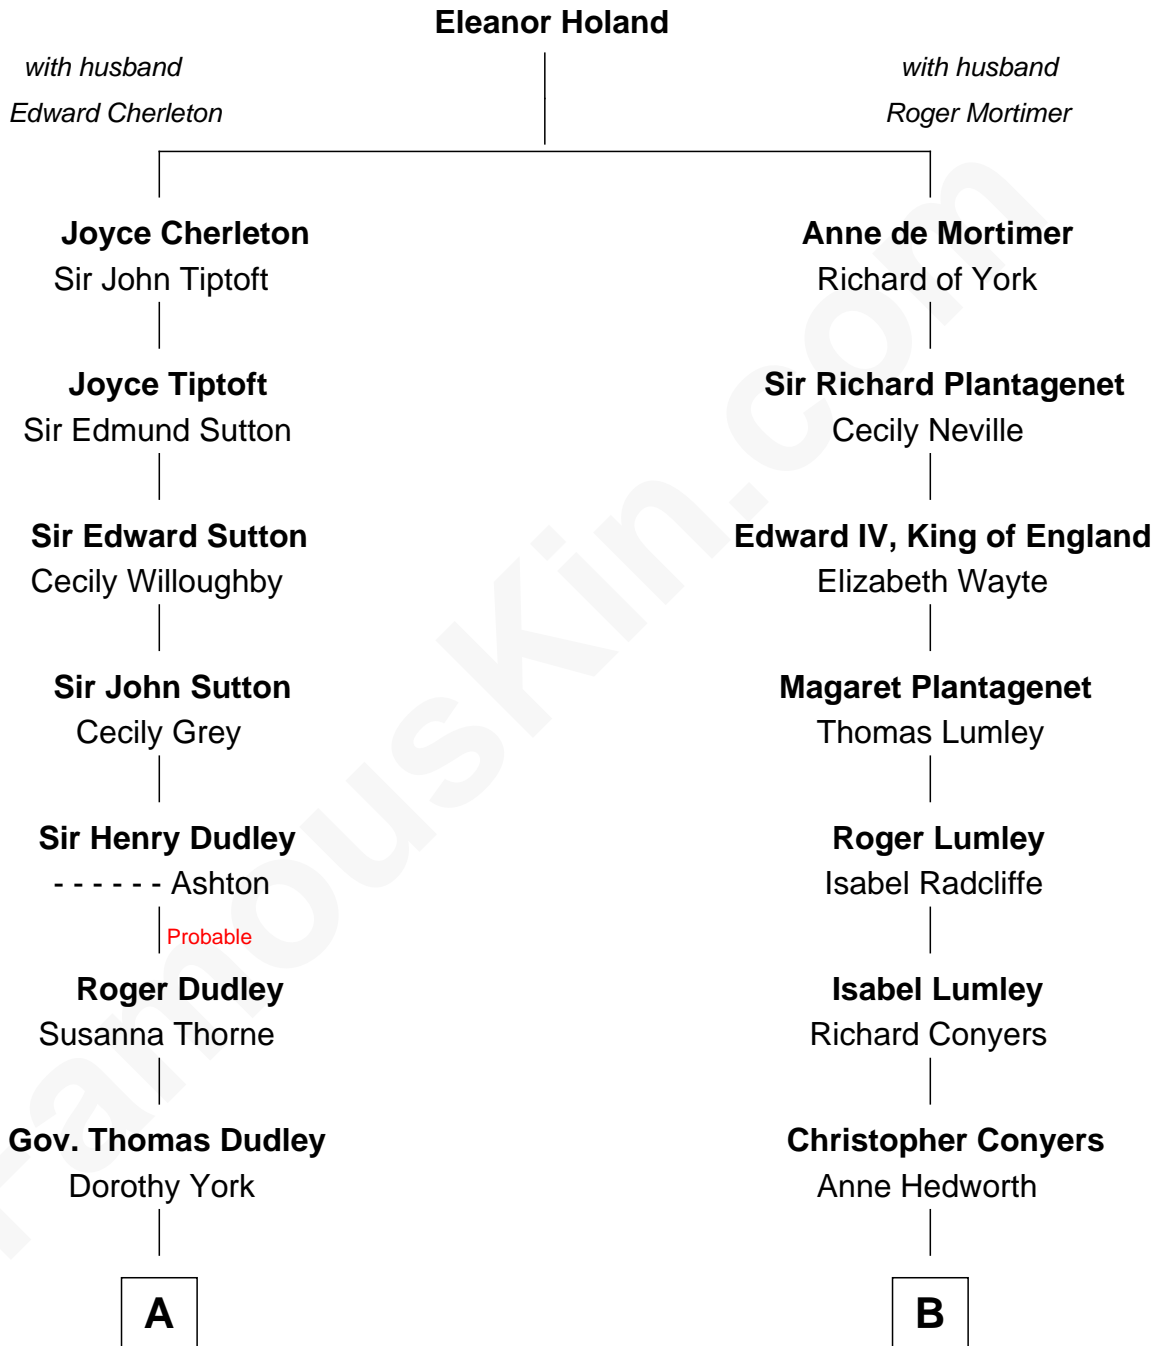 Eleanor Holand
with husband
Edward Cherleton
with husband
Roger Mortimer
Joyce Cherleton
Sir John Tiptoft
Anne de Mortimer
Richard of York
Joyce Tiptoft
Sir Edmund Sutton
Sir Richard Plantagenet
Cecily Neville
Sir Edward Sutton
Cecily Willoughby
Edward IV, King of England
Elizabeth Wayte
Sir John Sutton
Cecily Grey
Magaret Plantagenet
Thomas Lumley
Sir Henry Dudley
- - - - - - Ashton
Roger Lumley
Isabel Radcliffe
Probable
Roger Dudley
Susanna Thorne
Isabel Lumley
Richard Conyers
Gov. Thomas Dudley
Dorothy York
Christopher Conyers
Anne Hedworth
A
B
FamousKin.com